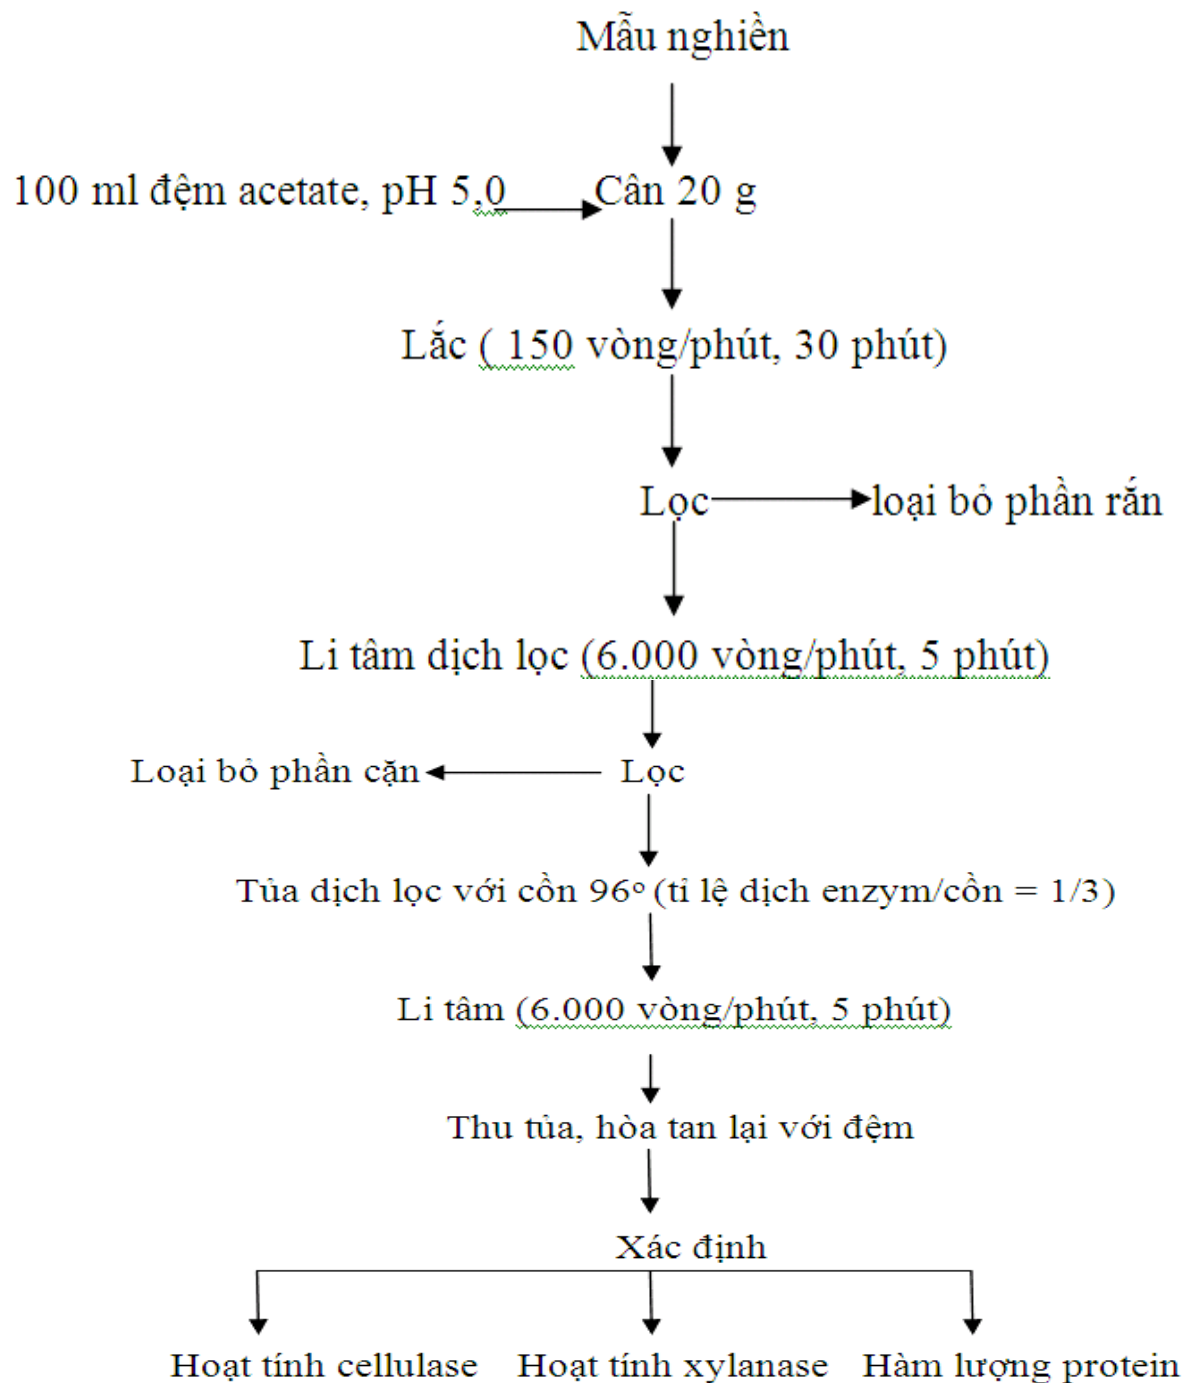 Mẫu nghiền
100 ml đệm acetate, pH 5,0 Cân 20 g
Lắc ( 150 vòng/phút, 30 phút)
Lọc loại bỏ phần rắn
Li tâm dịch lọc (6.000 vòng/phút, 5 phút)
Loại bỏ phần cặn Lọc
Tủa dịch lọc với cồn 96º (tỉ lệ dịch enzym/cồn = 1/3)
Li tâm (6.000 vòng/phút, 5 phút)
Thu tủa, hòa tan lại với đệm
Xác định
Hoạt tính cellulase Hoạt tính xylanase Hàm lượng protein